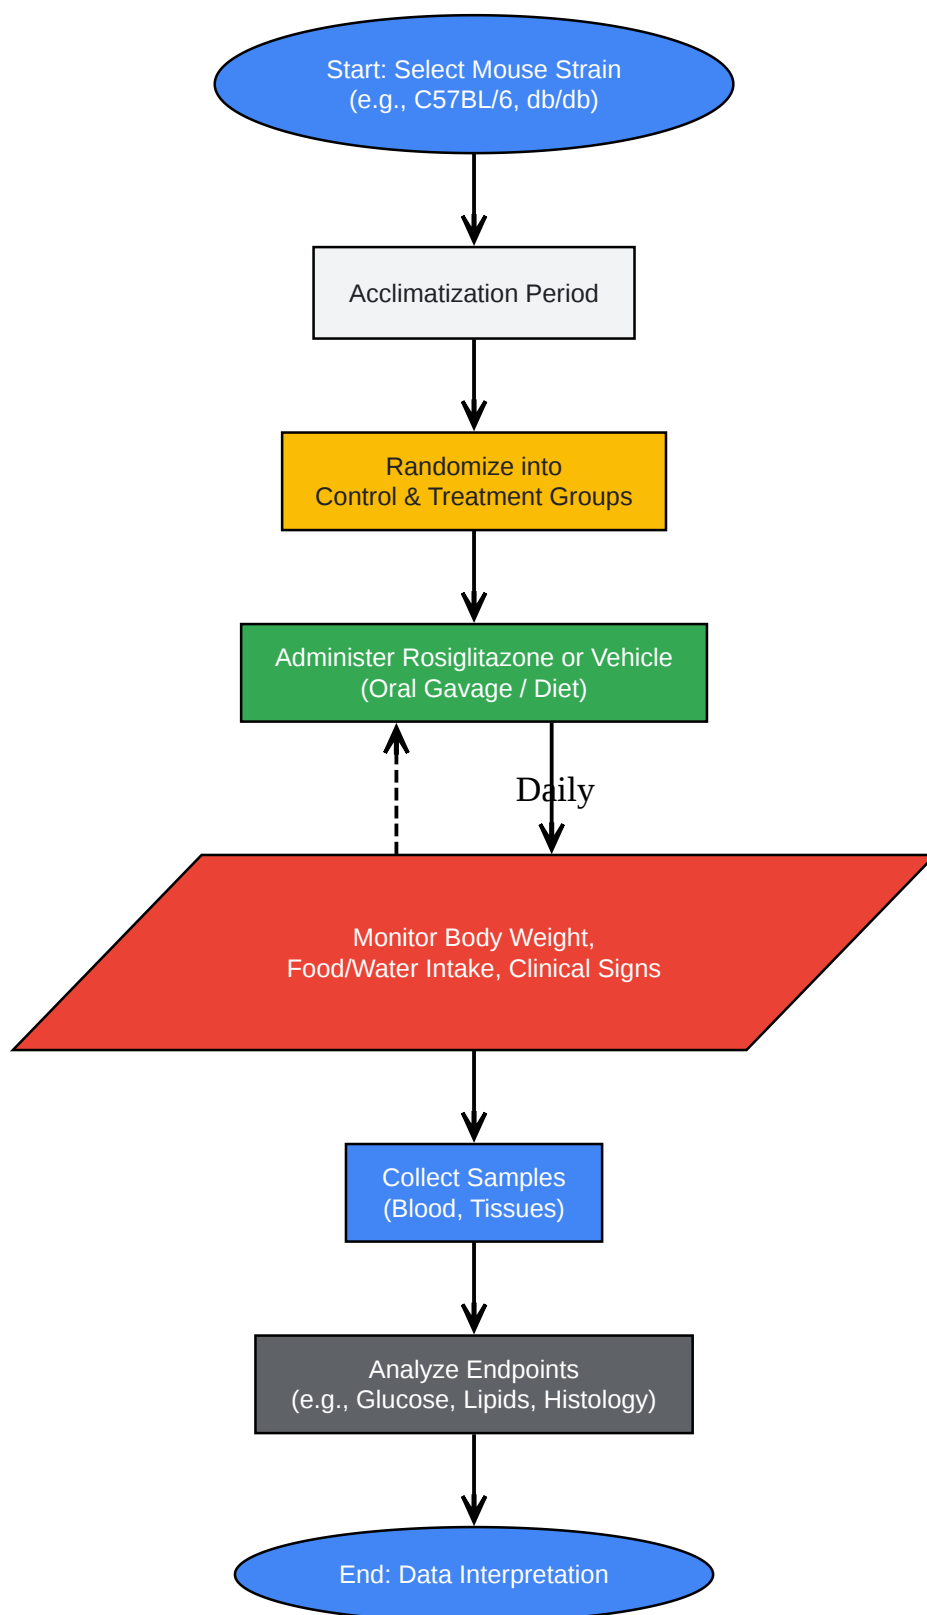 Start: Select Mouse Strain
(e.g., C57BL/6, db/db)
Acclimatization Period
Randomize into
Control & Treatment Groups
Administer Rosiglitazone or Vehicle
(Oral Gavage / Diet)
Daily
Monitor Body Weight,
Food/Water Intake, Clinical Signs
Collect Samples
(Blood, Tissues)
Analyze Endpoints
(e.g., Glucose, Lipids, Histology)
End: Data Interpretation